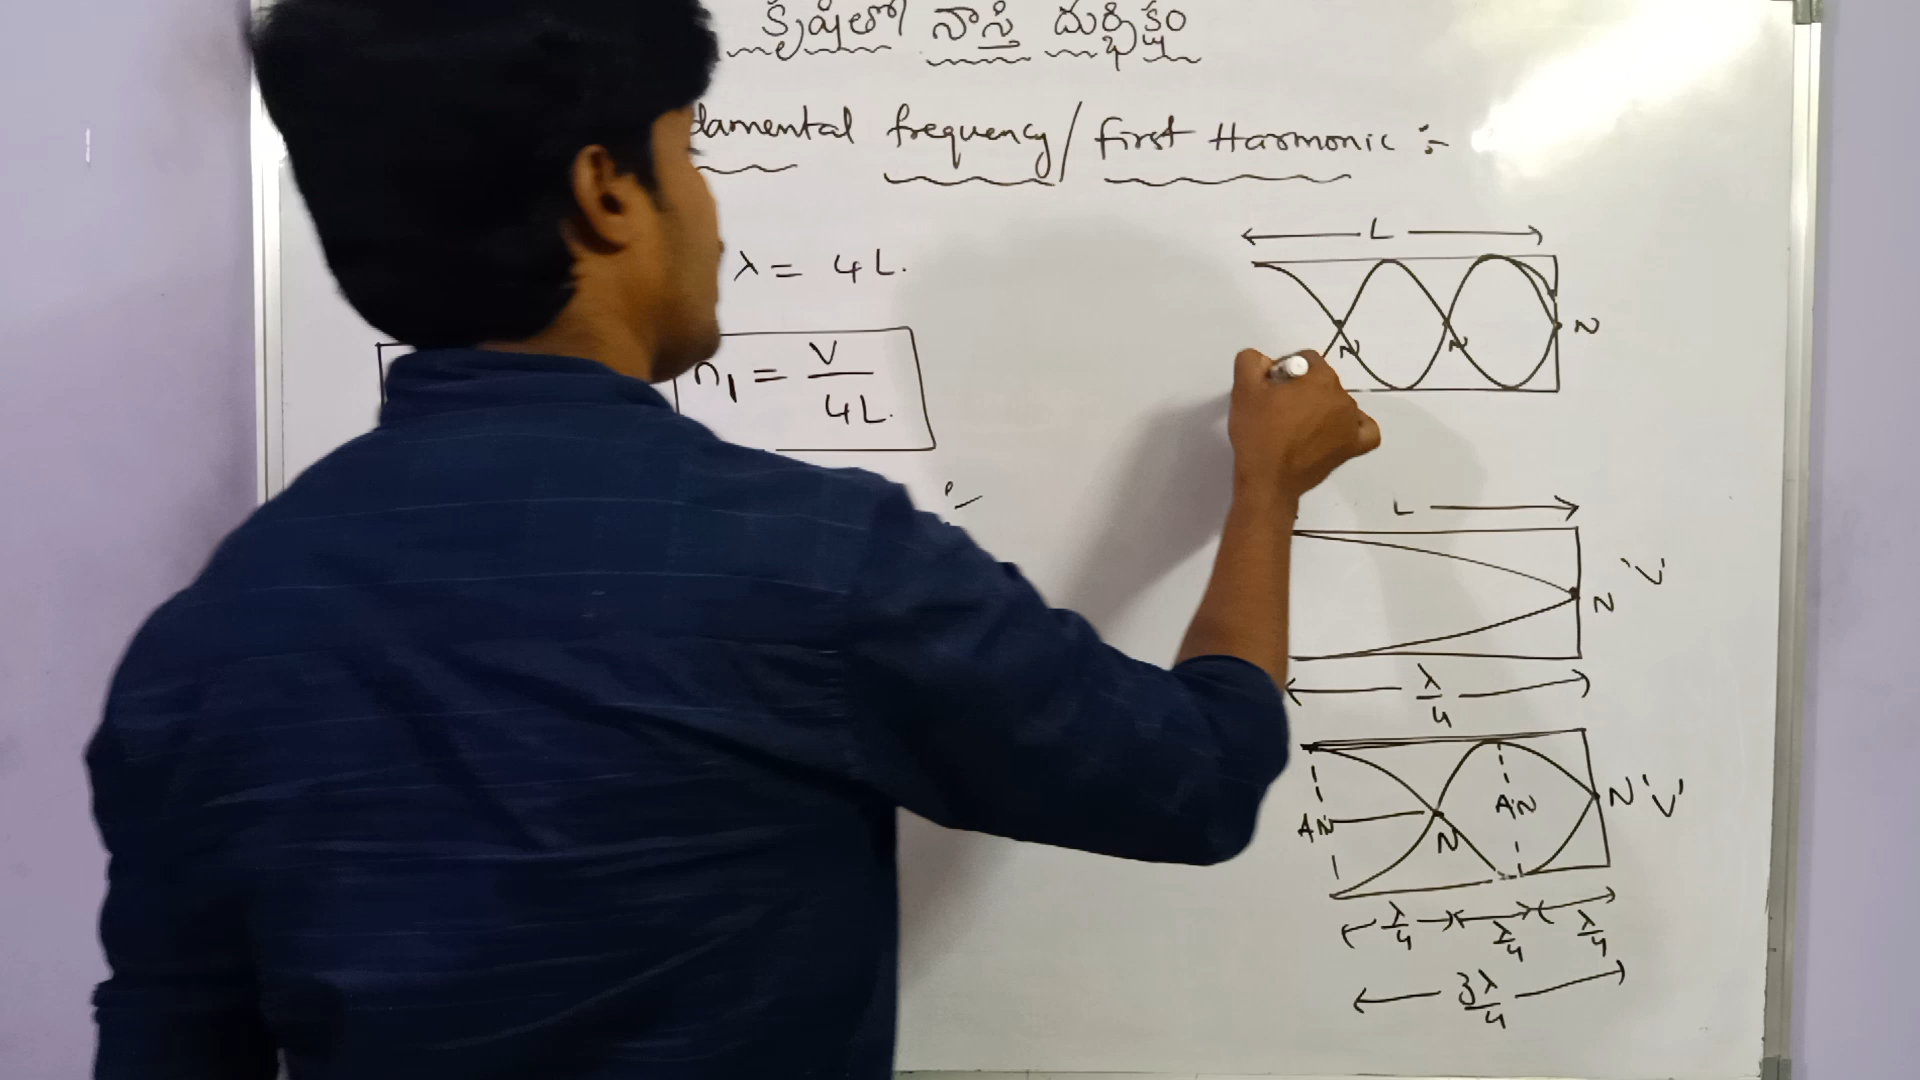 కృషితో నాస్తి దుర్భిక్షం
damental frequency/ first Harmonic :-
L
λ = 4L.
n₁ = V / 4L.
N
N N
L
'V'
N
λ/4
N 'V'
AN
AN
N
λ/4 λ/4 λ/4
3λ/4